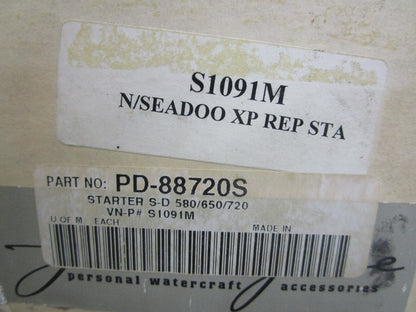 S1091M
N/SEADOO XP REP STA
PART NO: PD-88720S
STARTER S-D 580/650/720
VN-P# S1091M
U OF M EACH MADE IN
personal watercraft accessories